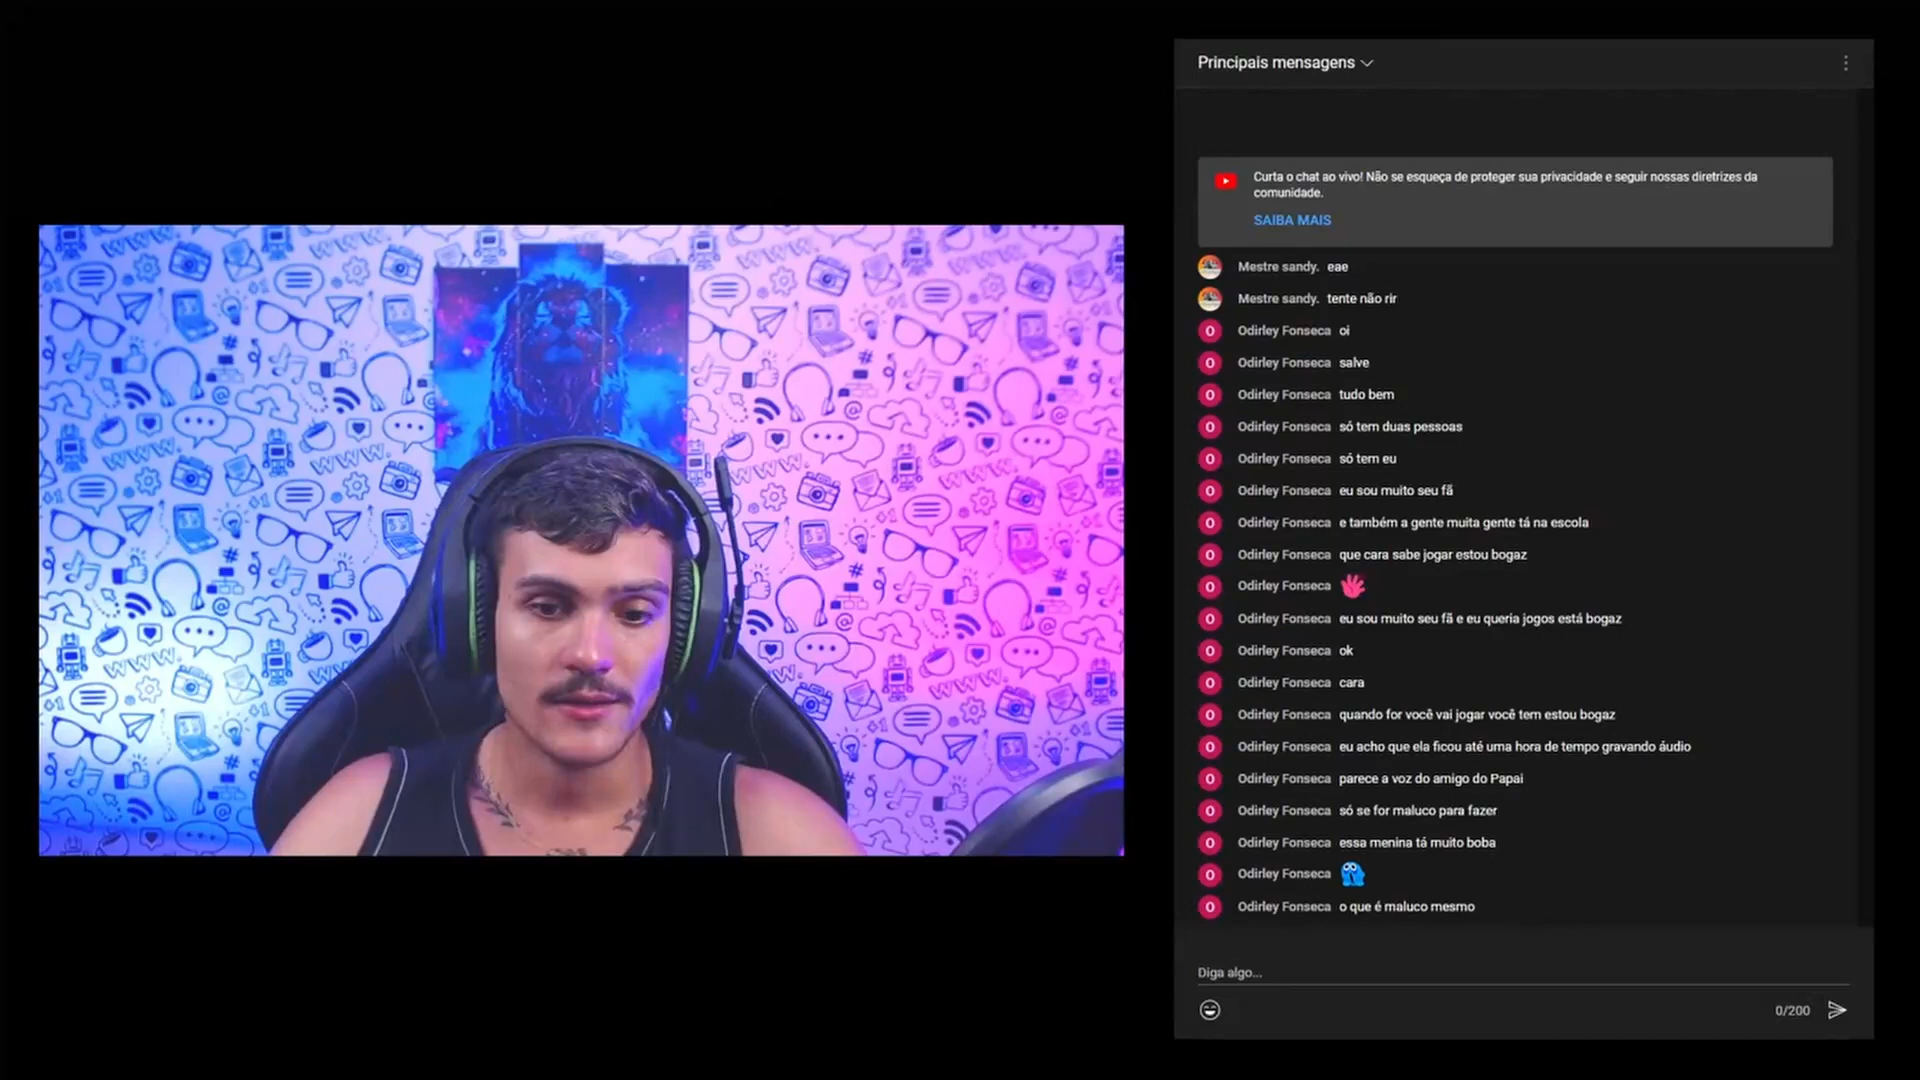 Principais mensagens
Curta o chat ao vivo! Não se esqueça de proteger sua privacidade e seguir nossas diretrizes da
comunidade.
SAIBA MAIS
Mestre sandy. eae
Mestre sandy. tente não rir
O Odirley Fonseca oi
O Odirley Fonseca salve
O Odirley Fonseca tudo bem
O Odirley Fonseca só tem duas pessoas
O Odirley Fonseca só tem eu
O Odirley Fonseca eu sou muito seu fã
O Odirley Fonseca e também a gente muita gente tá na escola
O Odirley Fonseca que cara sabe jogar estou bogaz
O Odirley Fonseca
O Odirley Fonseca eu sou muito seu fã e eu queria jogos está bogaz
O Odirley Fonseca ok
O Odirley Fonseca cara
O Odirley Fonseca quando for você vai jogar você tem estou bogaz
O Odirley Fonseca eu acho que ela ficou até uma hora de tempo gravando áudio
O Odirley Fonseca parece a voz do amigo do Papai
O Odirley Fonseca só se for maluco para fazer
O Odirley Fonseca essa menina tá muito boba
O Odirley Fonseca
O Odirley Fonseca o que é maluco mesmo
Diga algo...
0/200
WWW.